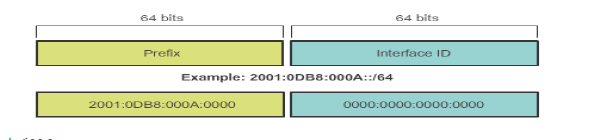 64 bits 64 bits
Prefix Interface ID
Example: 2001:0DB8:000A::/64
2001:0DB8:000A:0000 0000:0000:0000:0000